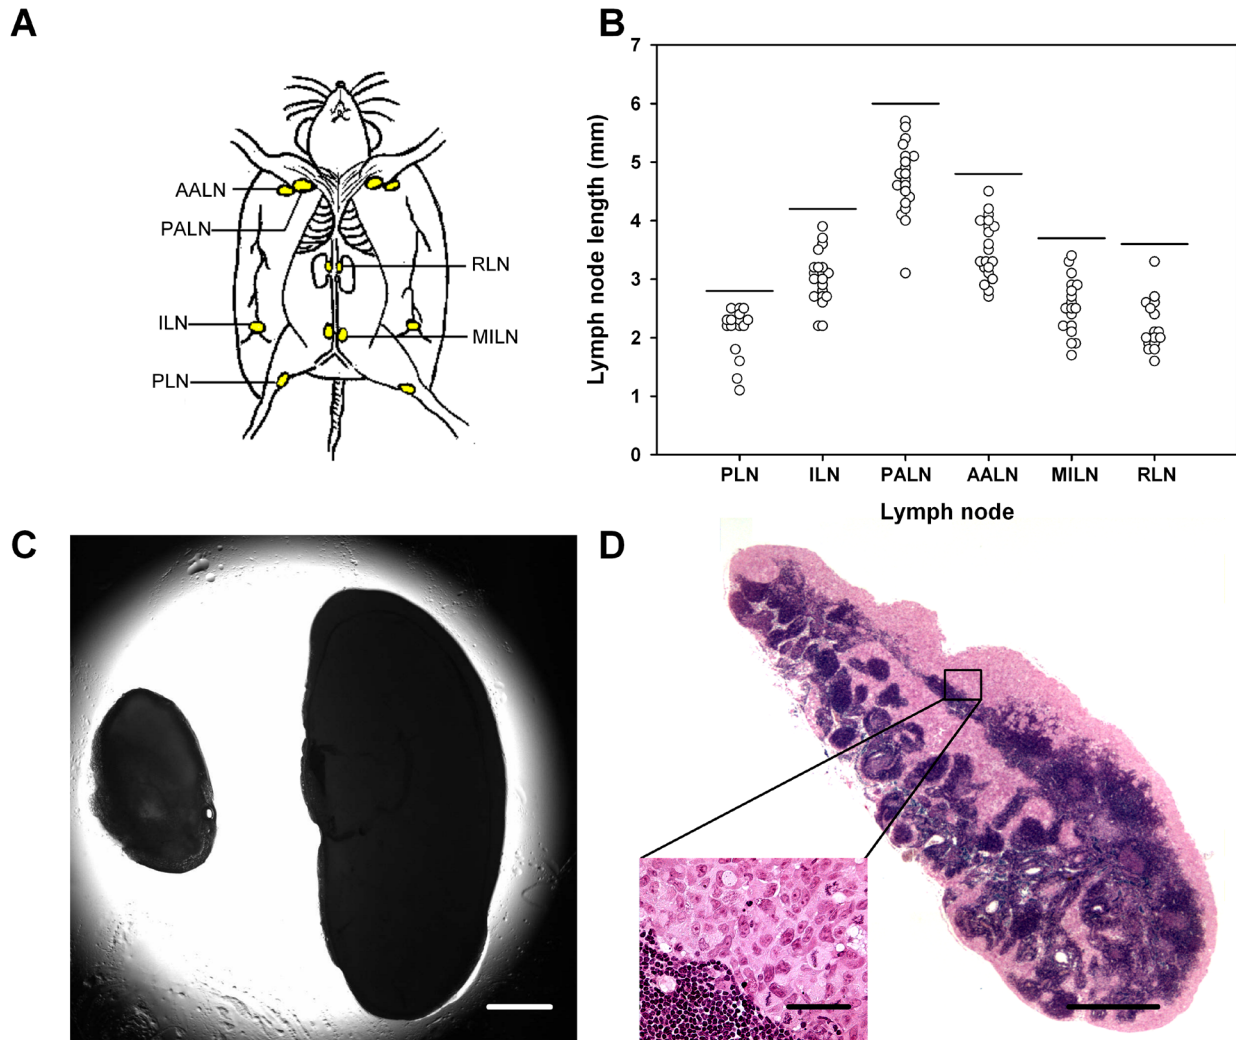 A
AALN
PALN
RLN
ILN
MILN
PLN
B
Lymph node length (mm)
7
6
5
4
3
2
1
0
PLN ILN PALN AALN MILN RLN
Lymph node
C
D